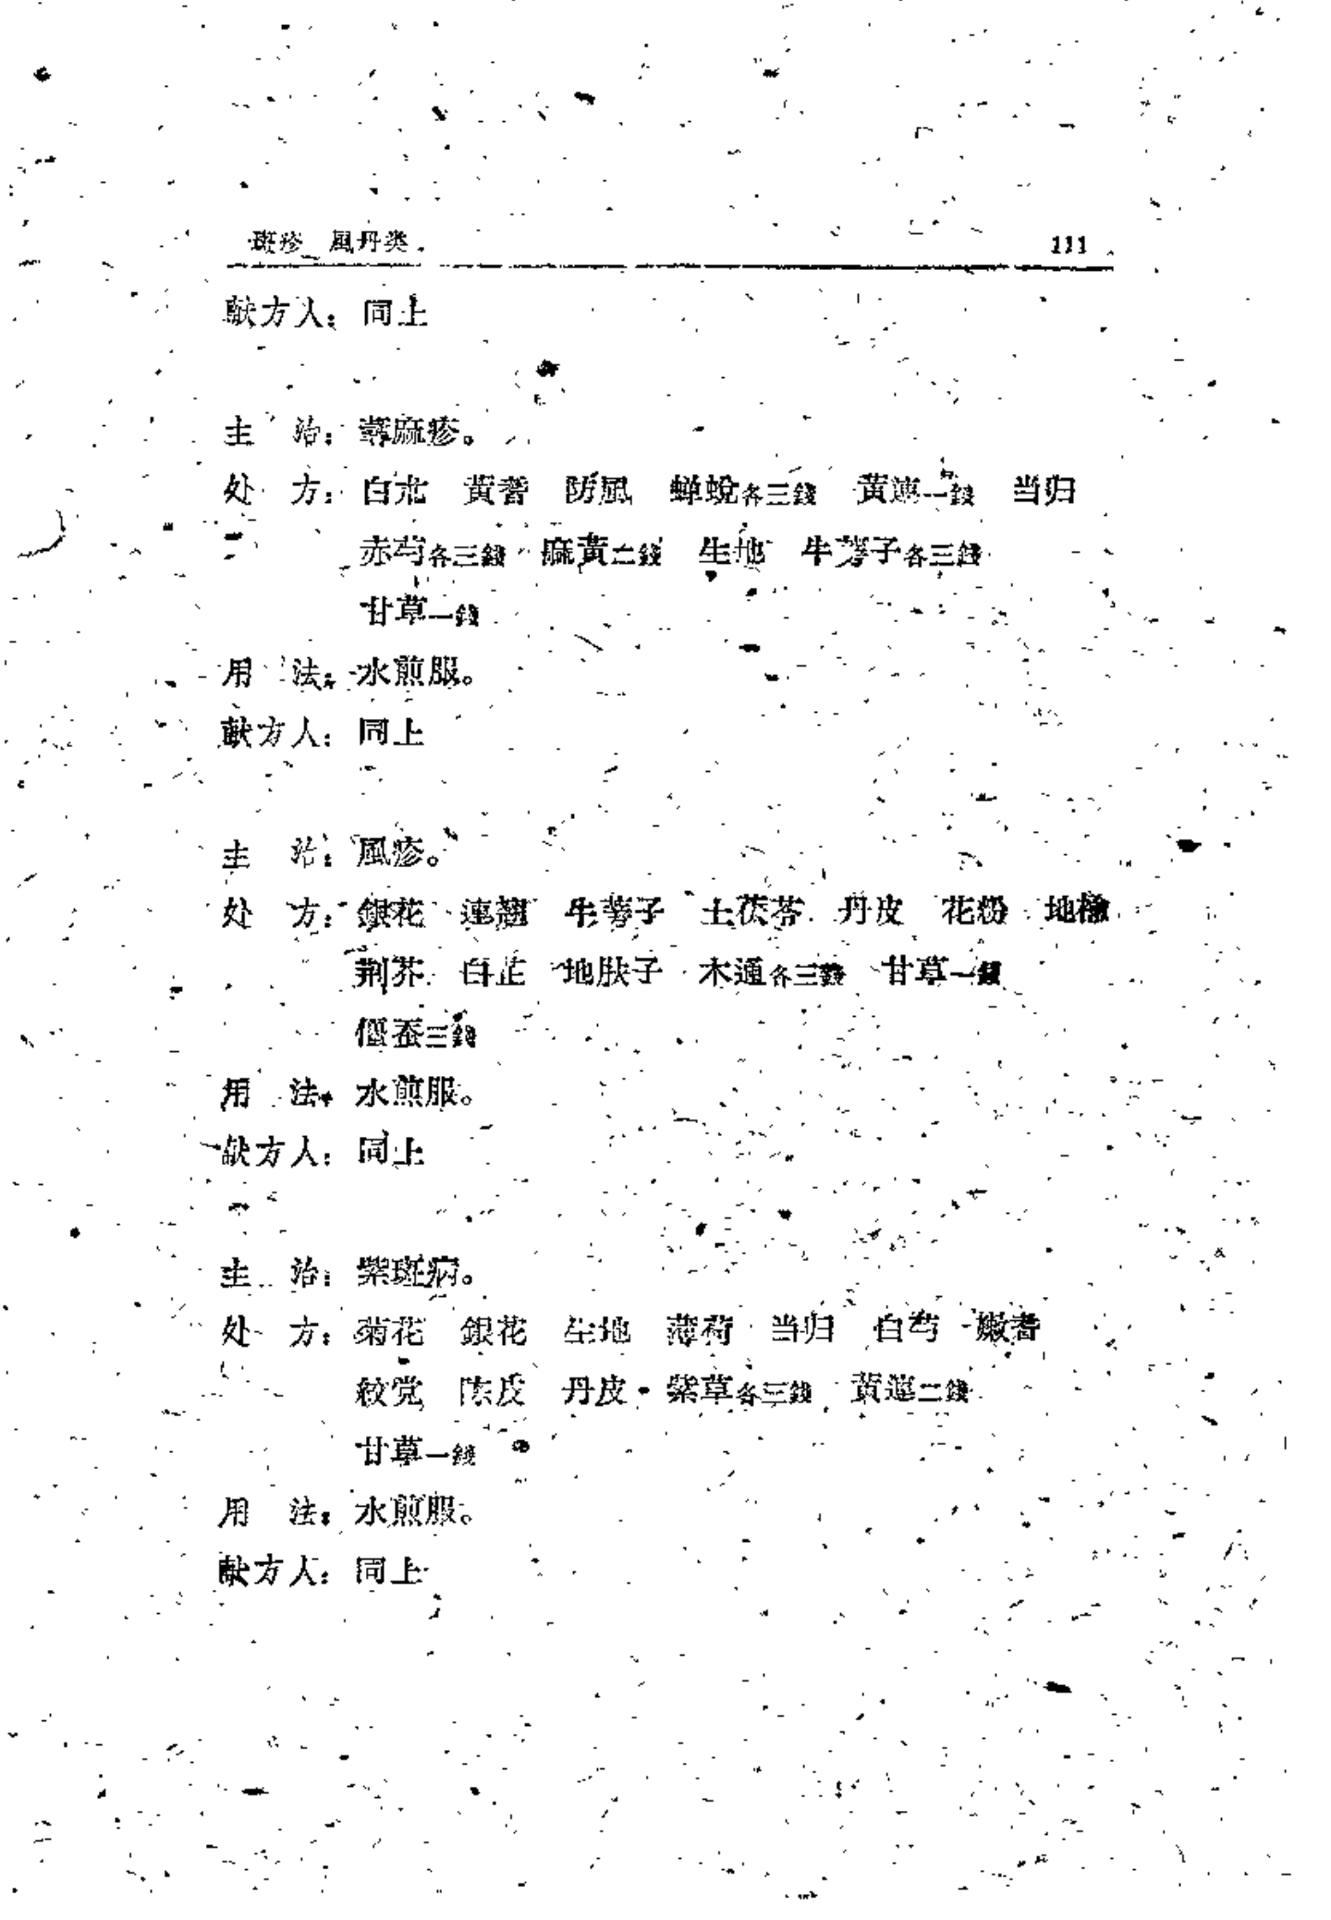 斑疹 風丹类 111
献方人：同上
主 治：蕁麻疹。
处 方：白朮 黃耆 防風 蝉蛻各三錢 黃連一錢 当归
赤芍各三錢 麻黃二錢 生地 牛蒡子各三錢
甘草一錢
用 法：水煎服。
献方人：同上
主 治：風疹。
处 方：銀花 連翹 牛蒡子 土茯苓 丹皮 花粉 地楡
荆芥 白芷 地肤子 木通各三錢 甘草一錢
僵蚕三錢
用 法：水煎服。
献方人：同上
主 治：紫斑病。
处 方：菊花 銀花 生地 薄荷 当归 白芍 嫩耆
紋党 陈皮 丹皮 紫草各三錢 黃連二錢
甘草一錢
用 法：水煎服。
献方人：同上